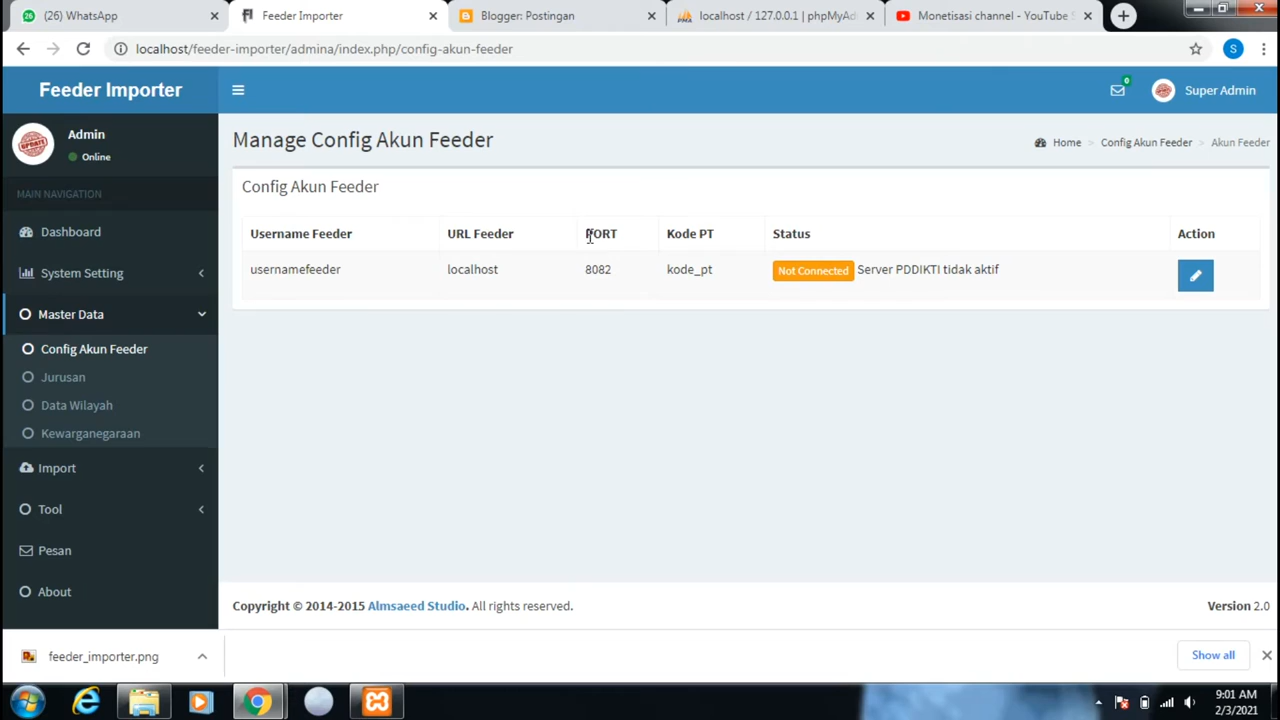 (26) WhatsApp
Feeder Importer
Blogger: Postingan
localhost / 127.0.0.1 | phpMyAd
Monetisasi channel - YouTube S
localhost/feeder-importer/admina/index.php/config-akun-feeder
S
Feeder Importer
0
Super Admin
Admin
Online
UPDATE
Manage Config Akun Feeder
Home > Config Akun Feeder > Akun Feeder
MAIN NAVIGATION
Config Akun Feeder
Dashboard
Username Feeder URL Feeder PORT Kode PT Status Action
usernamefeeder localhost 8082 kode_pt Not Connected Server PDDIKTI tidak aktif
System Setting
Master Data
Config Akun Feeder
Jurusan
Data Wilayah
Kewarganegaraan
Import
Tool
Pesan
About
Copyright © 2014-2015 Almsaeed Studio. All rights reserved.
Version 2.0
feeder_importer.png
Show all
9:01 AM
2/3/2021